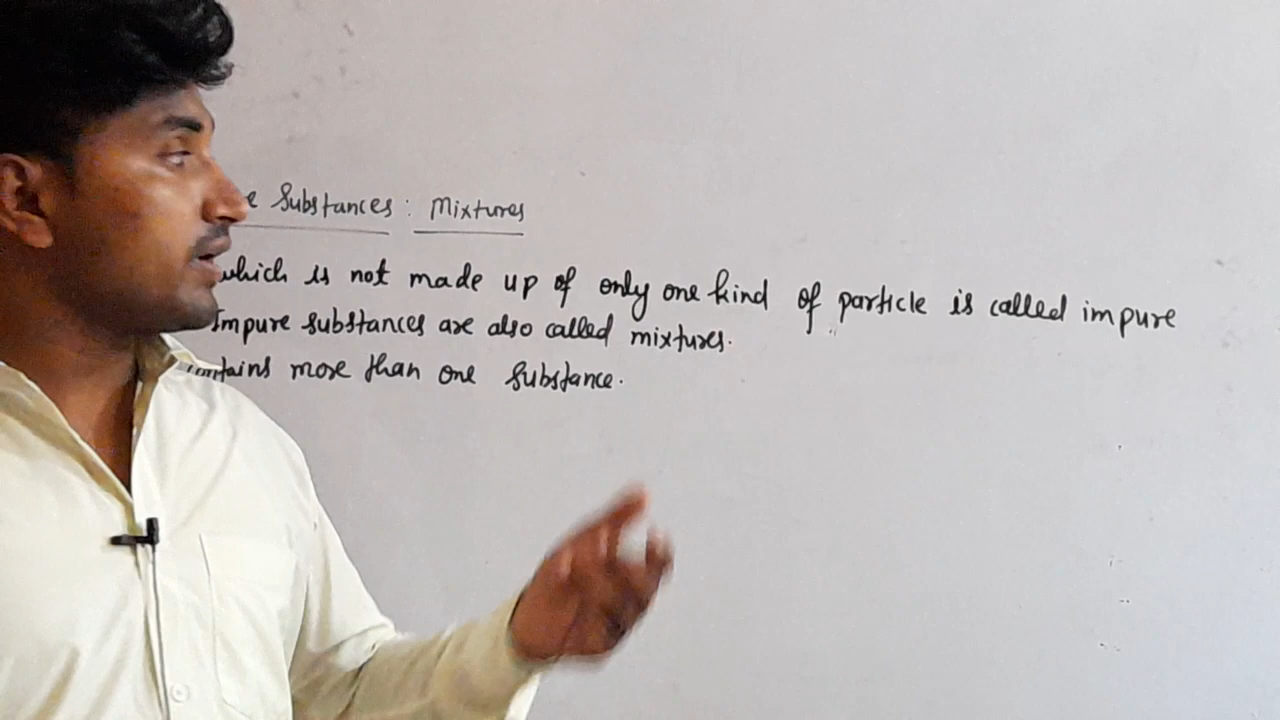 Substances : Mixtures
which is not made up of only one kind of particle is called impure
Impure substances are also called mixtures.
contains more than one substance.